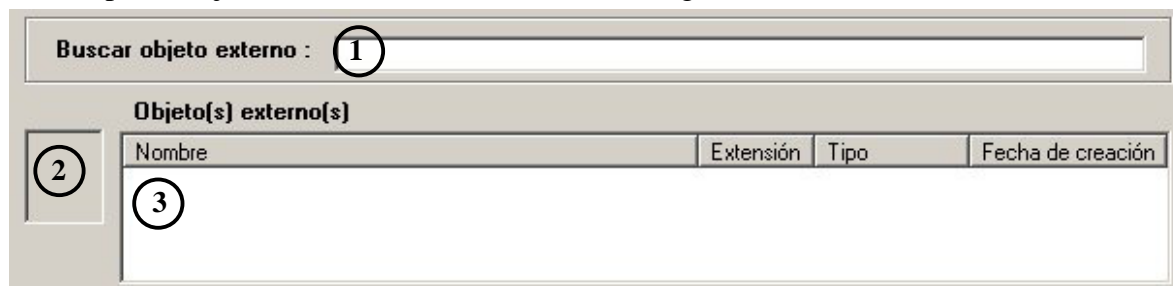 Buscar objeto externo : 1
Objeto(s) externo(s)
Nombre Extensión Tipo Fecha de creación
2
3